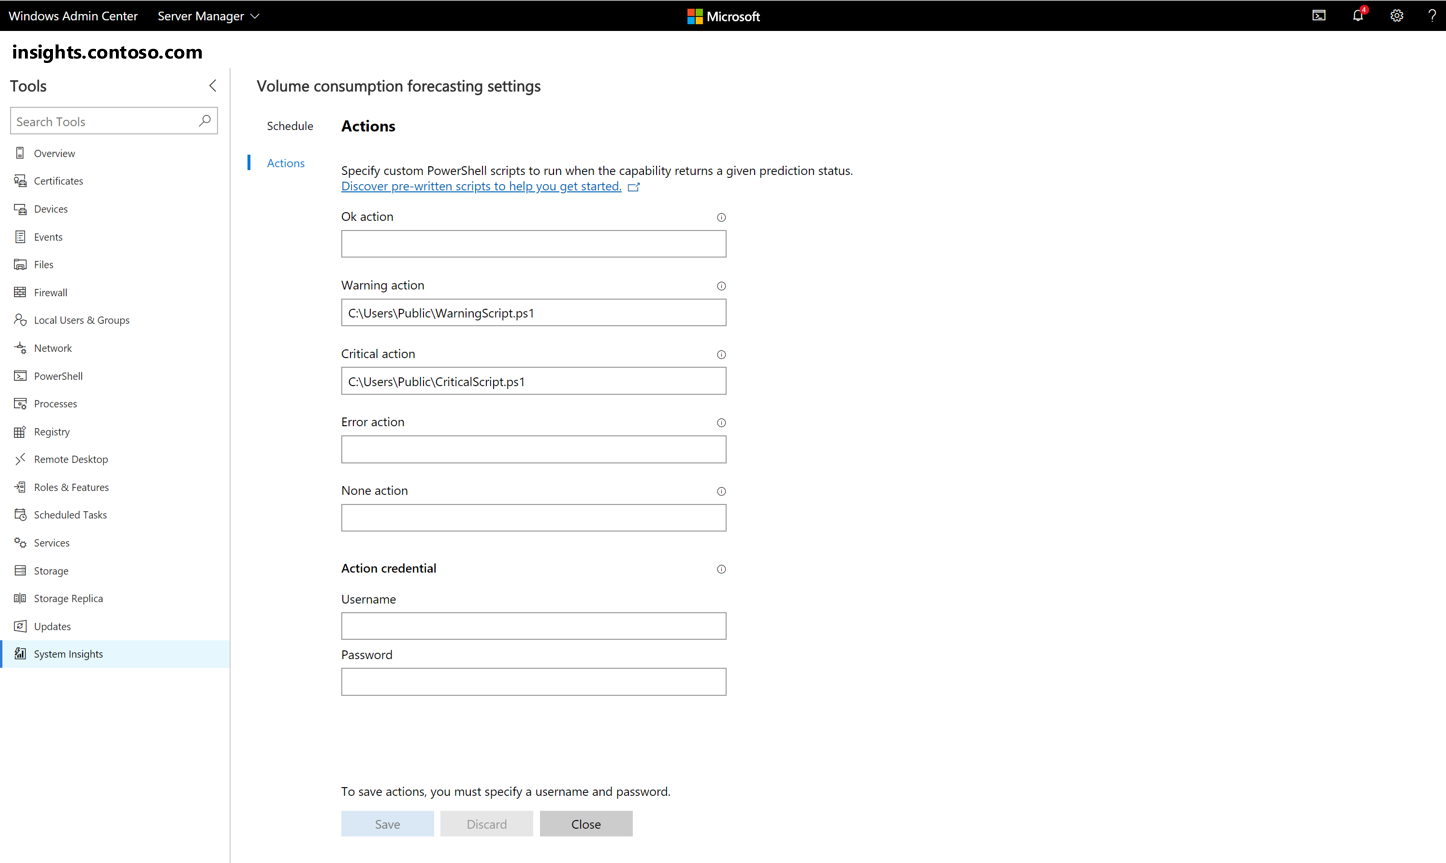 Windows Admin Center
Server Manager
Microsoft
4
?
insights.contoso.com
Tools
Search Tools
Overview
Certificates
Devices
Events
Files
Firewall
Local Users & Groups
Network
PowerShell
Processes
Registry
Remote Desktop
Roles & Features
Scheduled Tasks
Services
Storage
Storage Replica
Updates
System Insights
Volume consumption forecasting settings
Schedule
Actions
Actions
Specify custom PowerShell scripts to run when the capability returns a given prediction status.
Discover pre-written scripts to help you get started.
Ok action
Warning action
C:\Users\Public\WarningScript.ps1
Critical action
C:\Users\Public\CriticalScript.ps1
Error action
None action
Action credential
Username
Password
To save actions, you must specify a username and password.
Save
Discard
Close